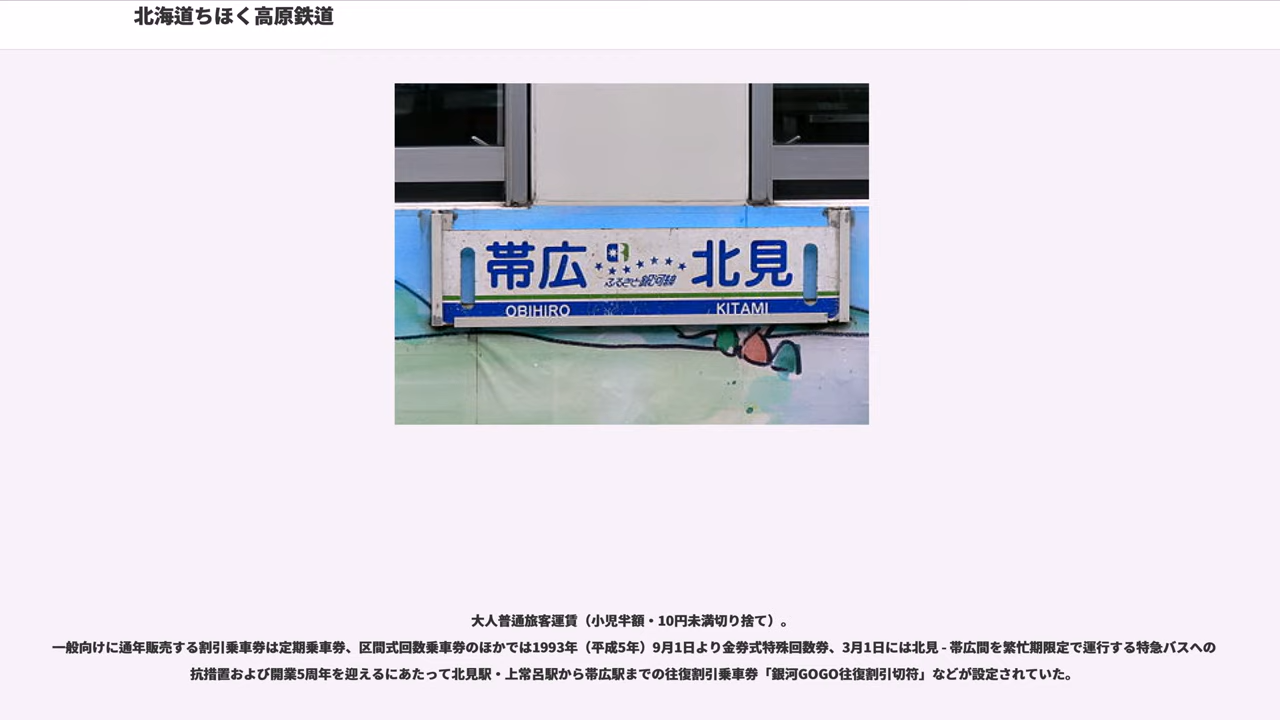 北海道ちほく高原鉄道
帯広 ふるさと銀河線 北見
OBIHIRO KITAMI
大人普通旅客運賃（小児半額・10円未満切り捨て）。
一般向けに通年販売する割引乗車券は定期乗車券、区間式回数乗車券のほかでは1993年（平成5年）9月1日より金券式特殊回数券、3月1日には北見 - 帯広間を繁忙期限定で運行する特急バスへの
抗措置および開業5周年を迎えるにあたって北見駅・上常呂駅から帯広駅までの往復割引乗車券「銀河GOGO往復割引切符」などが設定されていた。